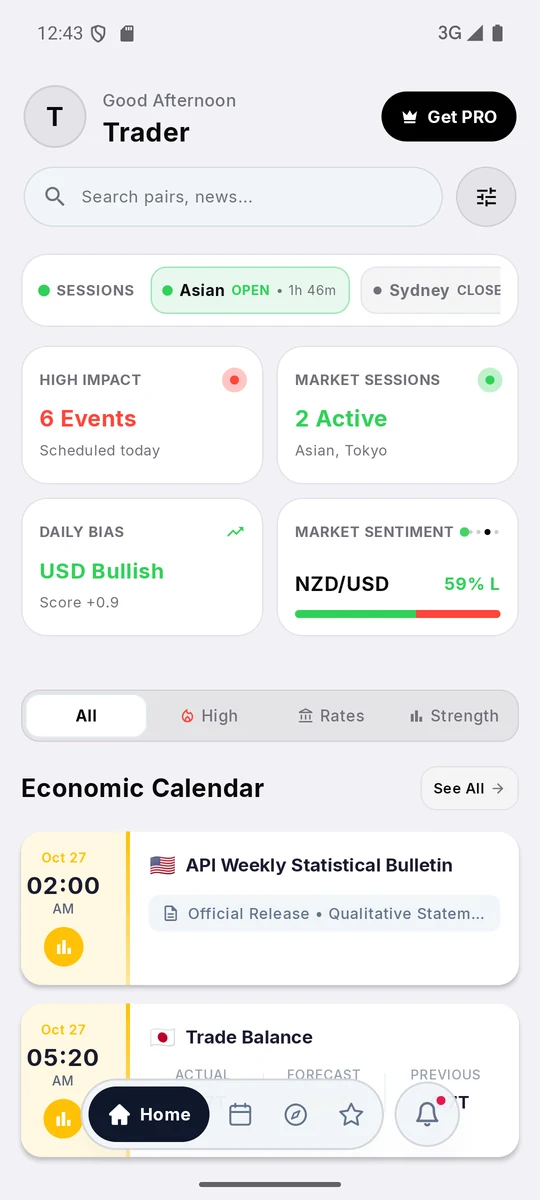 12:43
3G
T
Good Afternoon
Trader
Get PRO
Search pairs, news...
SESSIONS
Asian OPEN • 1h 46m
Sydney CLOSE
HIGH IMPACT
6 Events
Scheduled today
MARKET SESSIONS
2 Active
Asian, Tokyo
DAILY BIAS
USD Bullish
Score +0.9
MARKET SENTIMENT
NZD/USD
59% L
All
High
Rates
Strength
Economic Calendar
See All →
Oct 27
02:00
AM
API Weekly Statistical Bulletin
Official Release • Qualitative Statem...
Oct 27
05:20
AM
Trade Balance
ACTUAL
FORECAST
PREVIOUS
Home